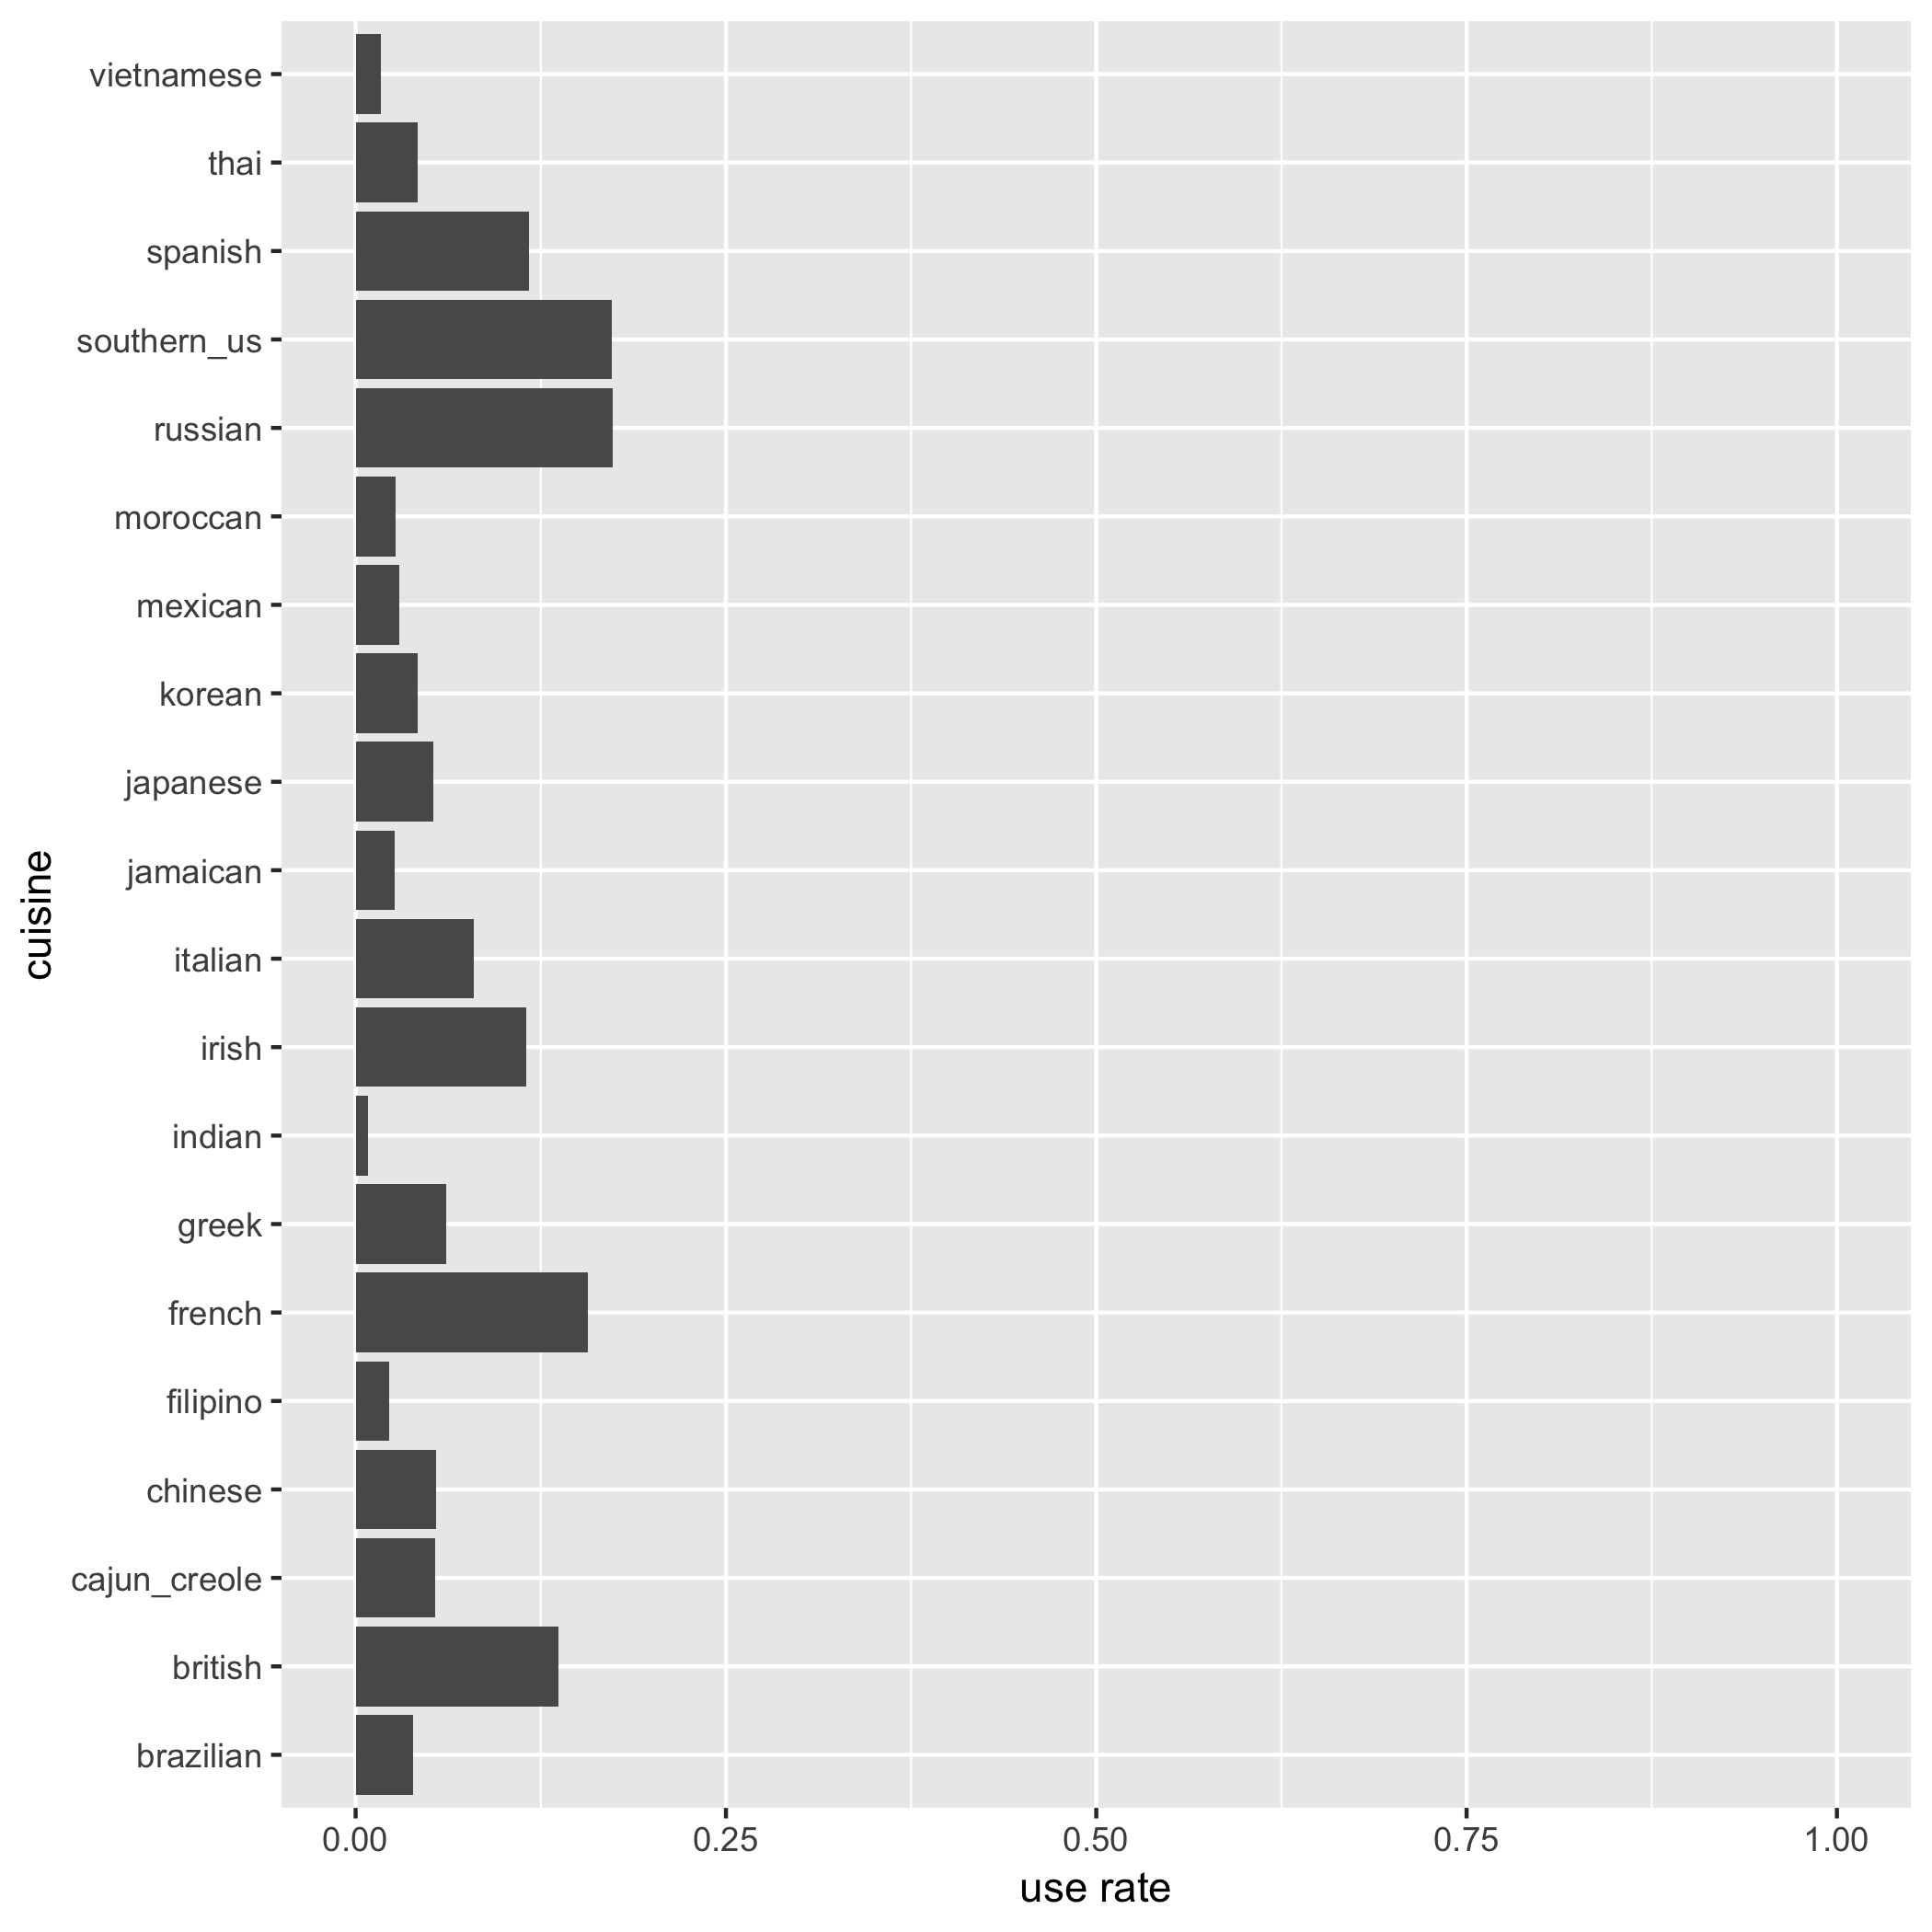 vietnamese
thai
spanish
southern_us
russian
moroccan
mexican
korean
japanese
jamaican
italian
irish
indian
greek
french
filipino
chinese
cajun_creole
british
brazilian
cuisine
0.00 0.25 0.50 0.75 1.00
use rate